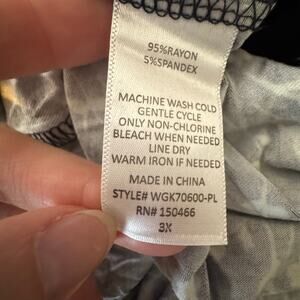 95%RAYON
5%SPANDEX
MACHINE WASH COLD
GENTLE CYCLE
ONLY NON-CHLORINE
BLEACH WHEN NEEDED
LINE DRY
WARM IRON IF NEEDED
MADE IN CHINA
STYLE# WGK70600-PL
RN# 150466
3X